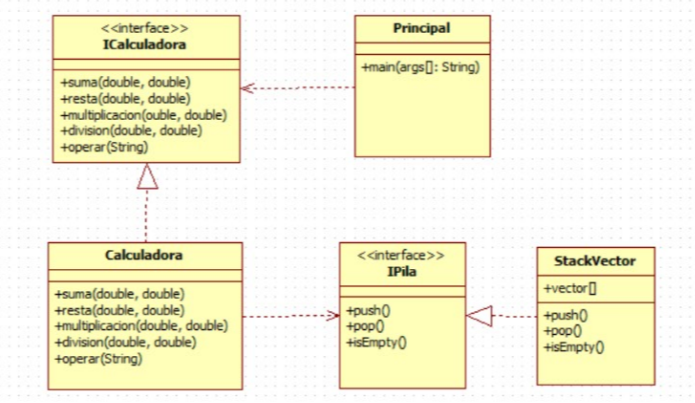 <<interface>>
ICalculadora
+suma(double, double)
+resta(double, double)
+multiplicacion(ouble, double)
+division(double, double)
+operar(String)
Principal
+main(args[]: String)
Calculadora
+suma(double, double)
+resta(double, double)
+multiplicacion(double, double)
+division(double, double)
+operar(String)
<<interface>>
IPila
+push()
+pop()
+isEmpty()
StackVector
+vector[]
+push()
+pop()
+isEmpty()